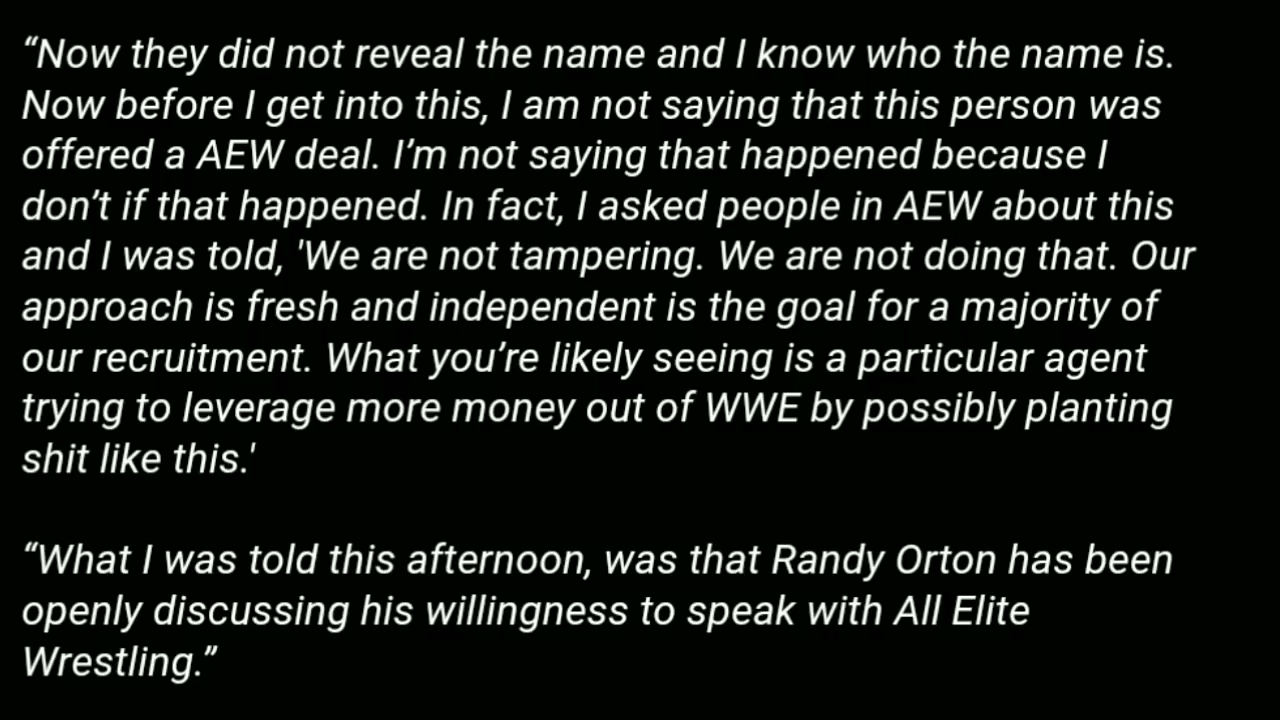 “Now they did not reveal the name and I know who the name is.
Now before I get into this, I am not saying that this person was
offered a AEW deal. I’m not saying that happened because I
don’t if that happened. In fact, I asked people in AEW about this
and I was told, 'We are not tampering. We are not doing that. Our
approach is fresh and independent is the goal for a majority of
our recruitment. What you’re likely seeing is a particular agent
trying to leverage more money out of WWE by possibly planting
shit like this.'
“What I was told this afternoon, was that Randy Orton has been
openly discussing his willingness to speak with All Elite
Wrestling.”